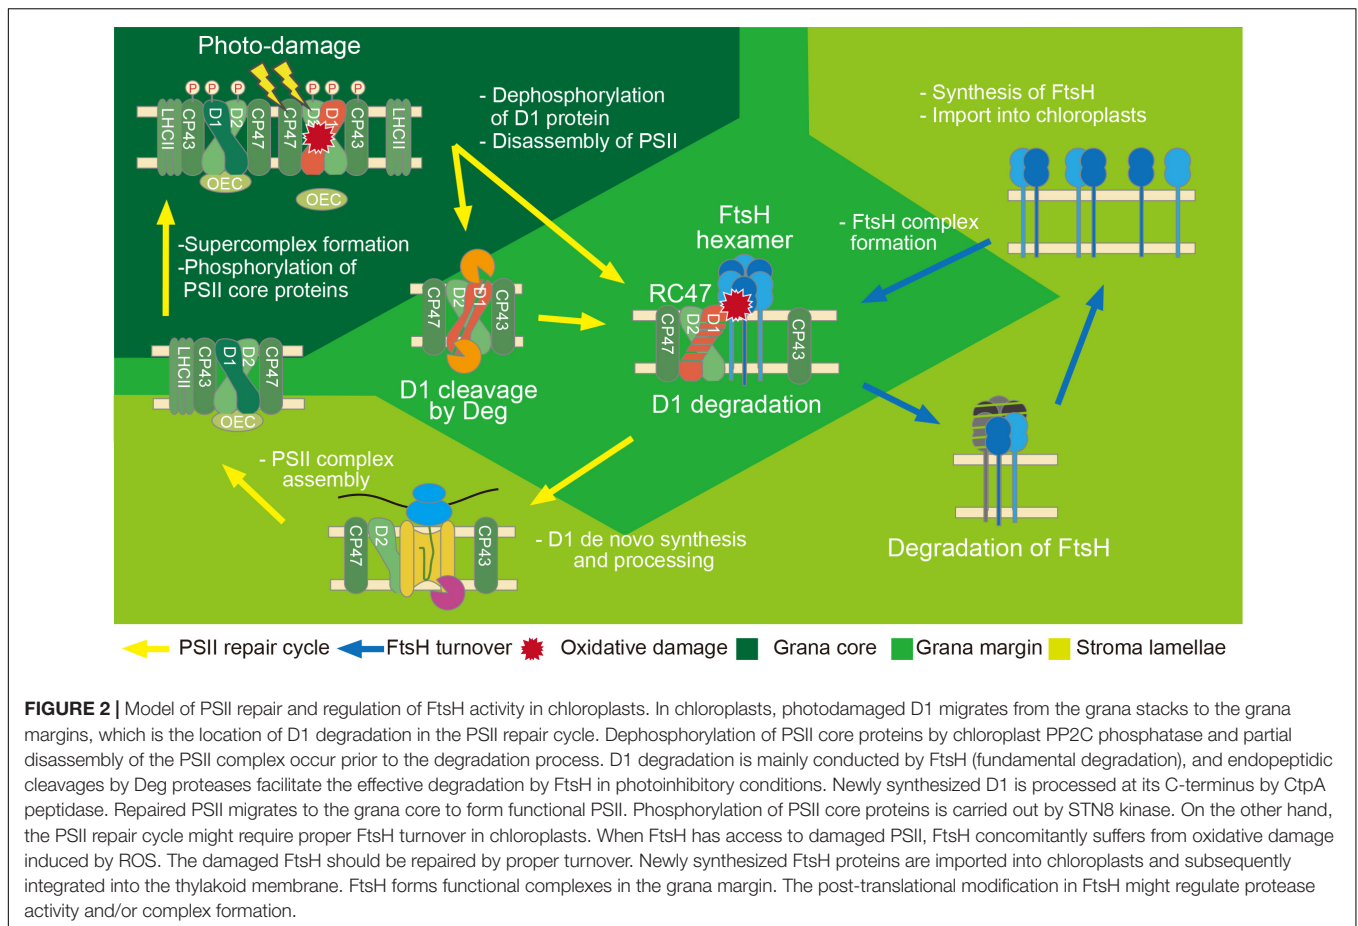 Photo-damage
P P P P P P
LHCII CP43 D1 D2 CP47 CP47 D2 D1 CP43 LHCII
OEC
OEC
- Dephosphorylation
of D1 protein
- Disassembly of PSII
- Synthesis of FtsH
- Import into chloroplasts
-Supercomplex formation
-Phosphorylation of
PSII core proteins
FtsH
hexamer
- FtsH complex
formation
CP47 D2 D1 CP43
RC47
CP47 D2 D1 CP43
D1 cleavage
by Deg
D1 degradation
LHCII CP43 D1 D2 CP47
OEC
- PSII complex
assembly
CP47 D2 CP43
- D1 de novo synthesis
and processing
Degradation of FtsH
PSII repair cycle FtsH turnover Oxidative damage Grana core Grana margin Stroma lamellae
FIGURE 2 | Model of PSII repair and regulation of FtsH activity in chloroplasts. In chloroplasts, photodamaged D1 migrates from the grana stacks to the grana
margins, which is the location of D1 degradation in the PSII repair cycle. Dephosphorylation of PSII core proteins by chloroplast PP2C phosphatase and partial
disassembly of the PSII complex occur prior to the degradation process. D1 degradation is mainly conducted by FtsH (fundamental degradation), and endopeptidic
cleavages by Deg proteases facilitate the effective degradation by FtsH in photoinhibitory conditions. Newly synthesized D1 is processed at its C-terminus by CtpA
peptidase. Repaired PSII migrates to the grana core to form functional PSII. Phosphorylation of PSII core proteins is carried out by STN8 kinase. On the other hand,
the PSII repair cycle might require proper FtsH turnover in chloroplasts. When FtsH has access to damaged PSII, FtsH concomitantly suffers from oxidative damage
induced by ROS. The damaged FtsH should be repaired by proper turnover. Newly synthesized FtsH proteins are imported into chloroplasts and subsequently
integrated into the thylakoid membrane. FtsH forms functional complexes in the grana margin. The post-translational modification in FtsH might regulate protease
activity and/or complex formation.